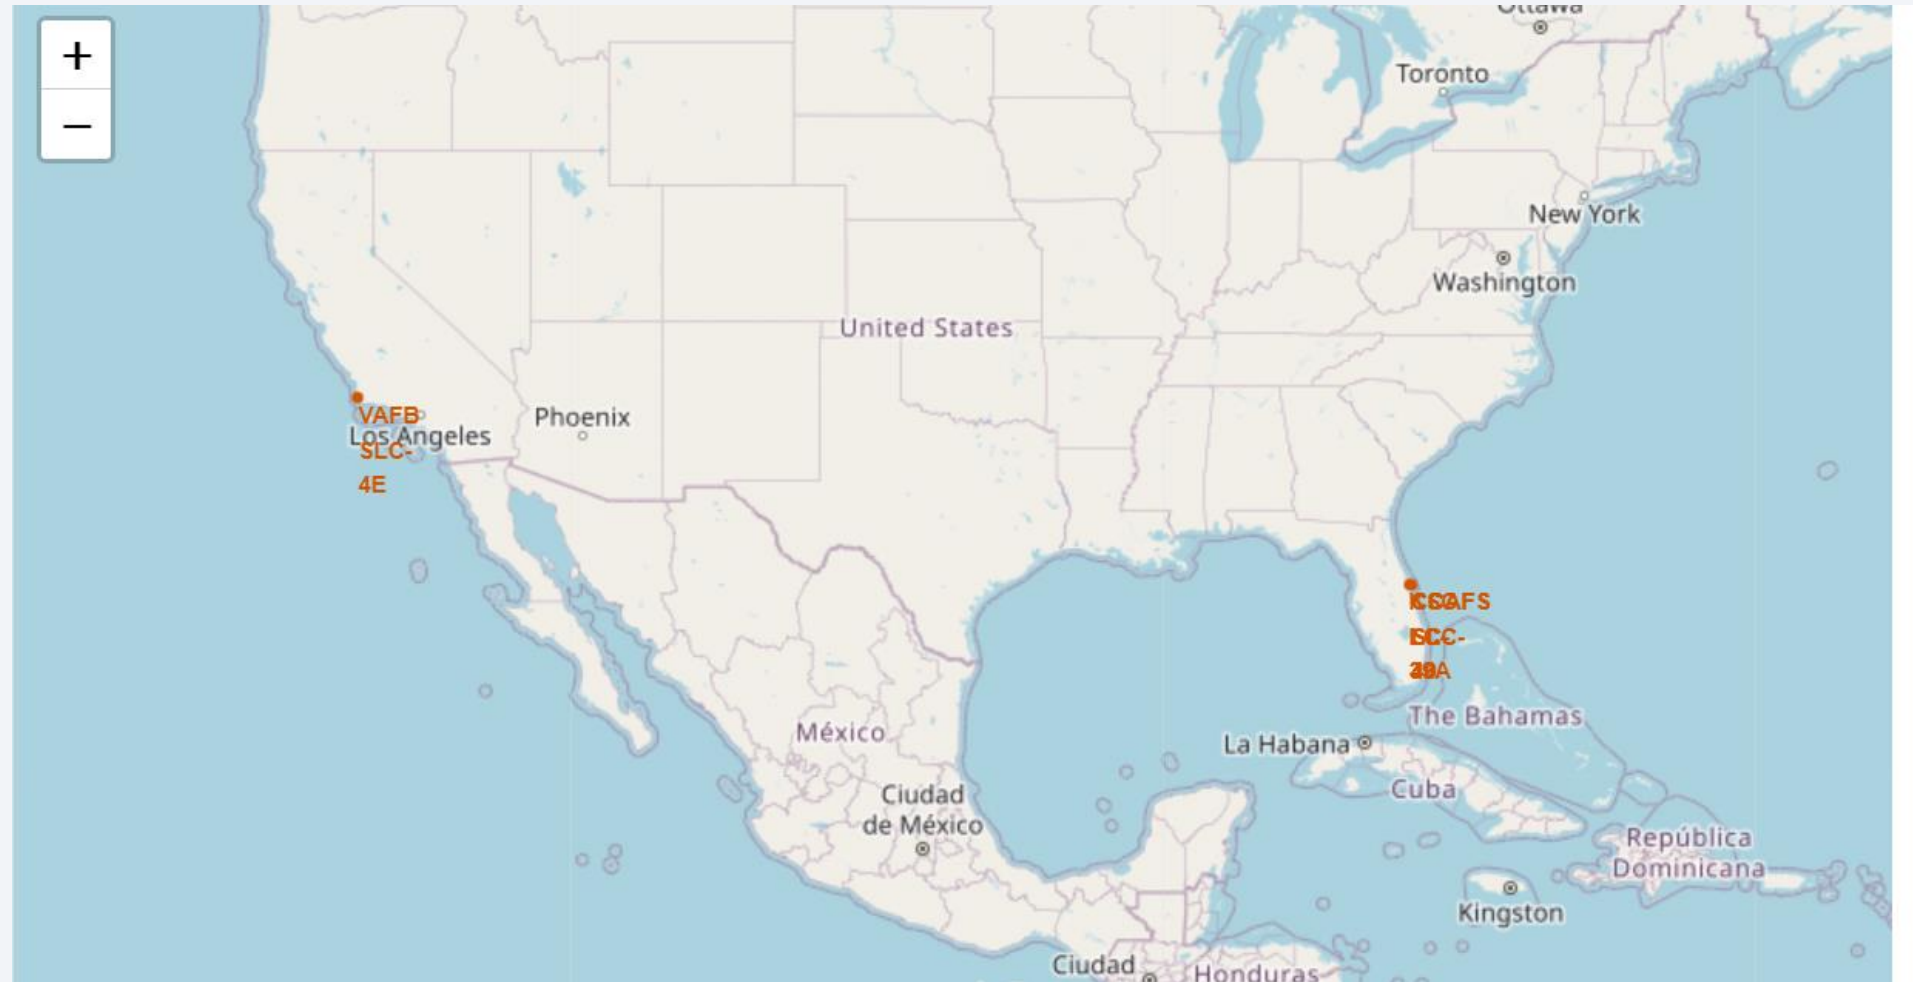 +
−
Ottawa
Toronto
New York
Washington
United States
VAFB
SLC-
4E
Los Angeles
Phoenix
México
Ciudad
de México
The Bahamas
La Habana
Cuba
República
Dominicana
Kingston
Ciudad
Honduras